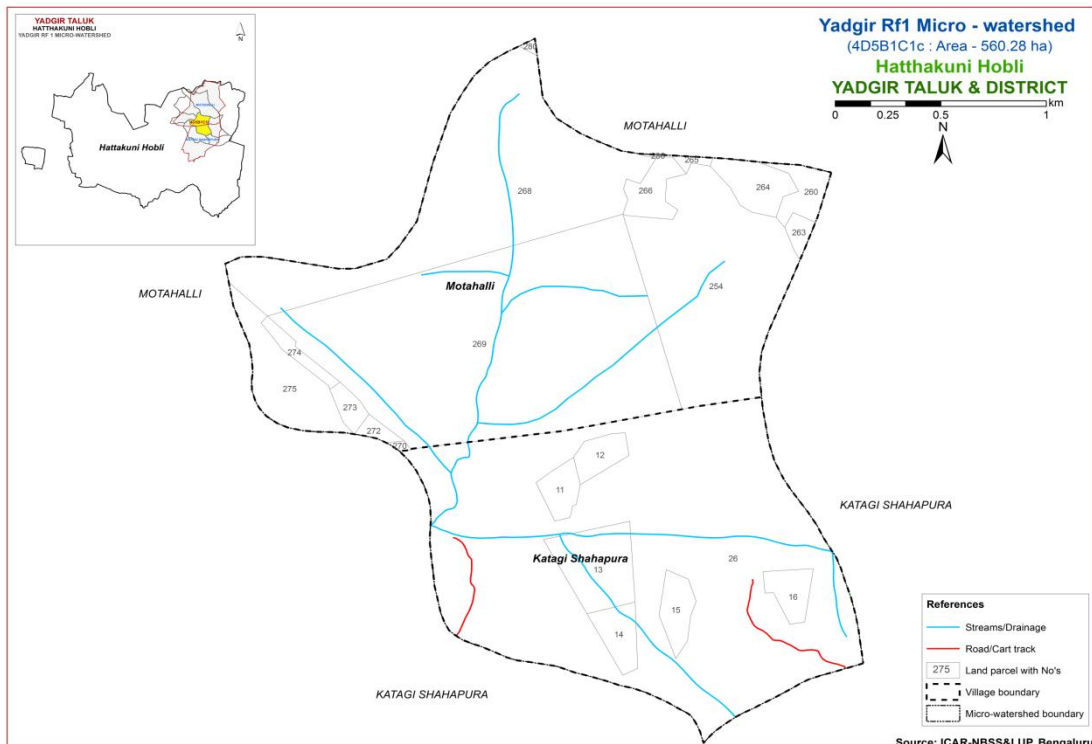 YADGIR TALUK
HATTHAKUNI HOBLI
YADGIR RF 1 MICRO-WATERSHED
N
Hattakuni Hobli
Yadgir Rf1 Micro - watershed
(4D5B1C1c : Area - 560.28 ha)
Hatthakuni Hobli
YADGIR TALUK & DISTRICT
km
0 0.25 0.5 1
N
280
MOTAHALLI
265
266
264
260
268
263
MOTAHALLI
Motahalli
254
269
274
275
273
272
270
12
11
KATAGI SHAHAPURA
Katagi Shahapura
26
13
16
15
14
KATAGI SHAHAPURA
References
Streams/Drainage
Road/Cart track
275 Land parcel with No's
Village boundary
Micro-watershed boundary
Source: ICAR-NBSS&LUP, Bengaluru